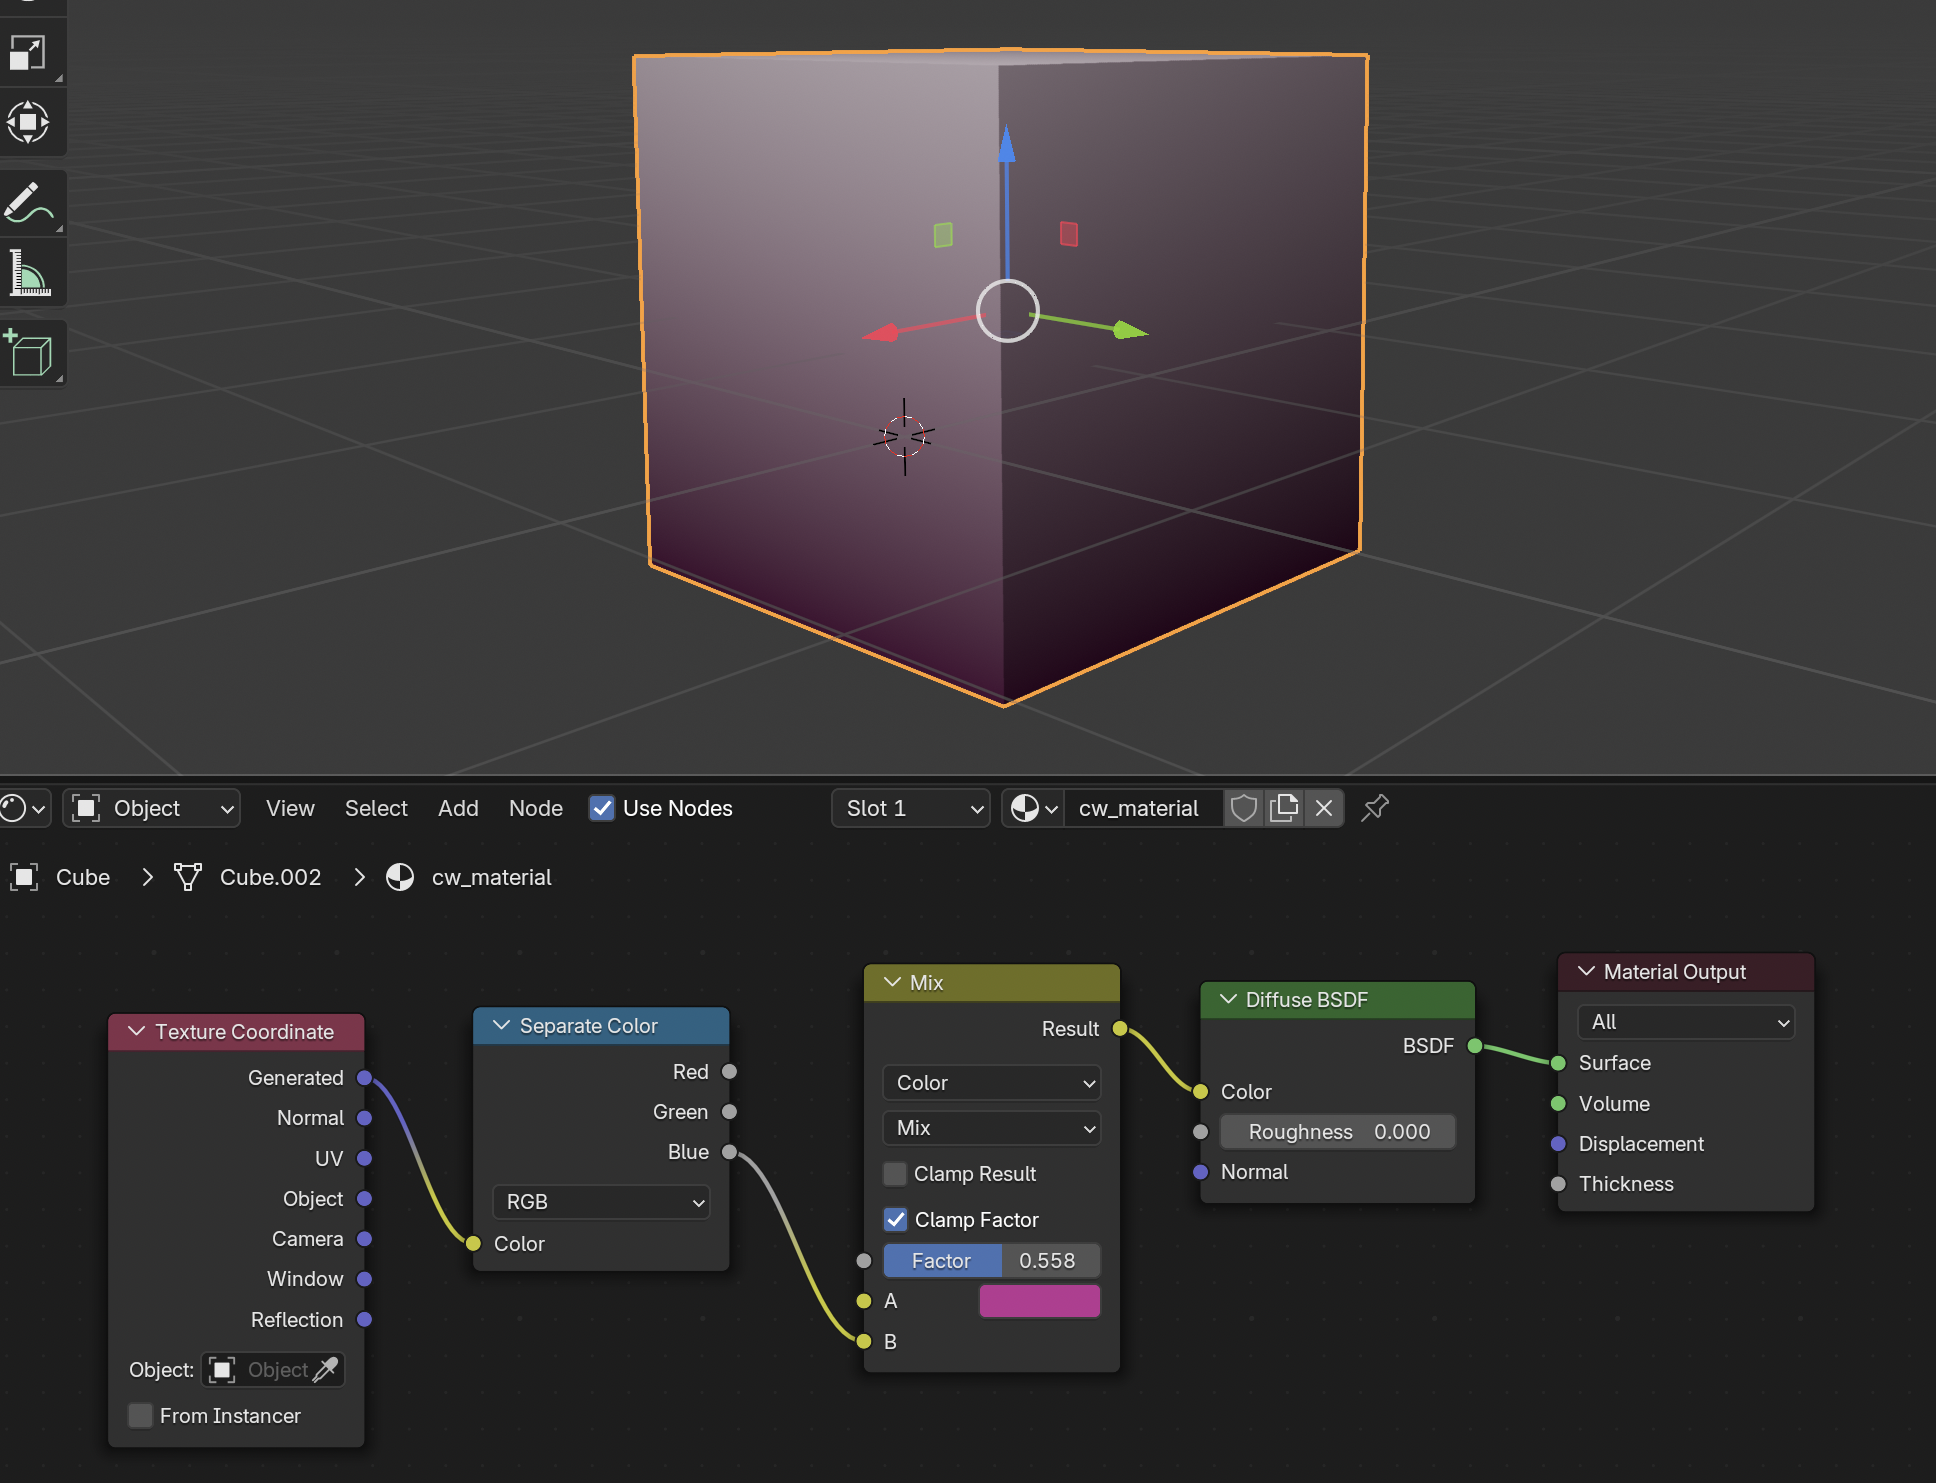 Object
View
Select
Add
Node
Use Nodes
Slot 1
cw_material
Cube
Cube.002
cw_material
Texture Coordinate
Generated
Normal
UV
Object
Camera
Window
Reflection
Object:
Object
From Instancer
Separate Color
Red
Green
Blue
RGB
Color
Mix
Result
Color
Mix
Clamp Result
Clamp Factor
Factor 0.558
A
B
Diffuse BSDF
BSDF
Color
Roughness 0.000
Normal
Material Output
All
Surface
Volume
Displacement
Thickness